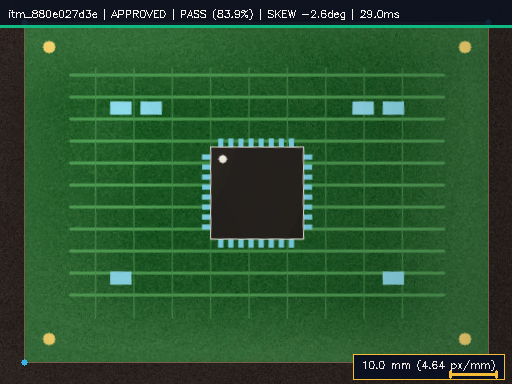 itm_880e027d3e | APPROVED | PASS (83.9%) | SKEW -2.6deg | 29.0ms
10.0 mm (4.64 px/mm)